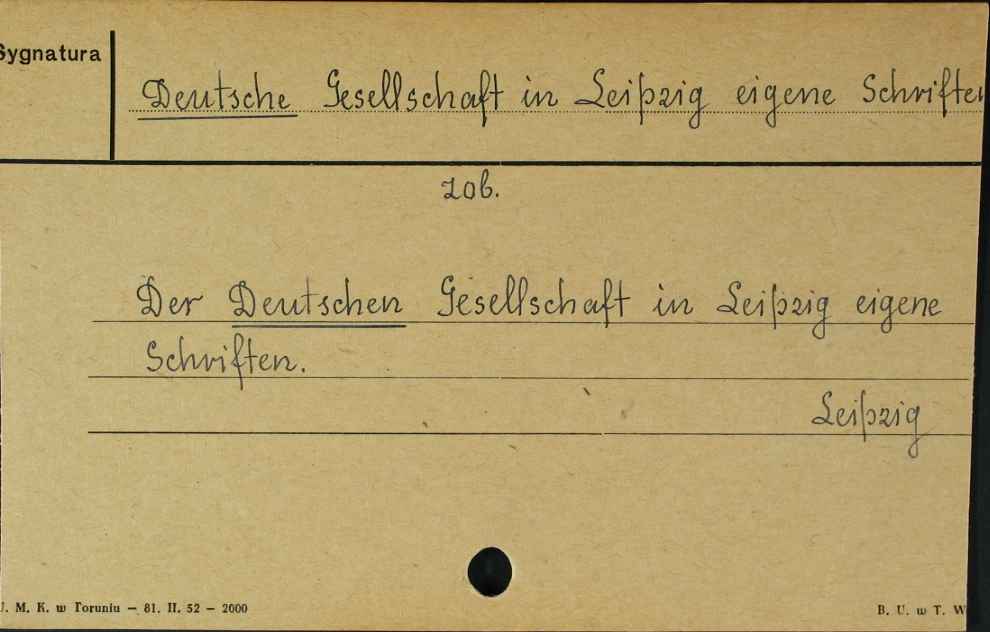 Sygnatura
Deutsche Gesellschaft in Leipzig eigene Schriften
zob.
Der Deutschen Gesellschaft in Leipzig eigene
Schriften.
Leipzig
U. M. K. w Toruniu – 81. II. 52 – 2000
B. U. w T. W